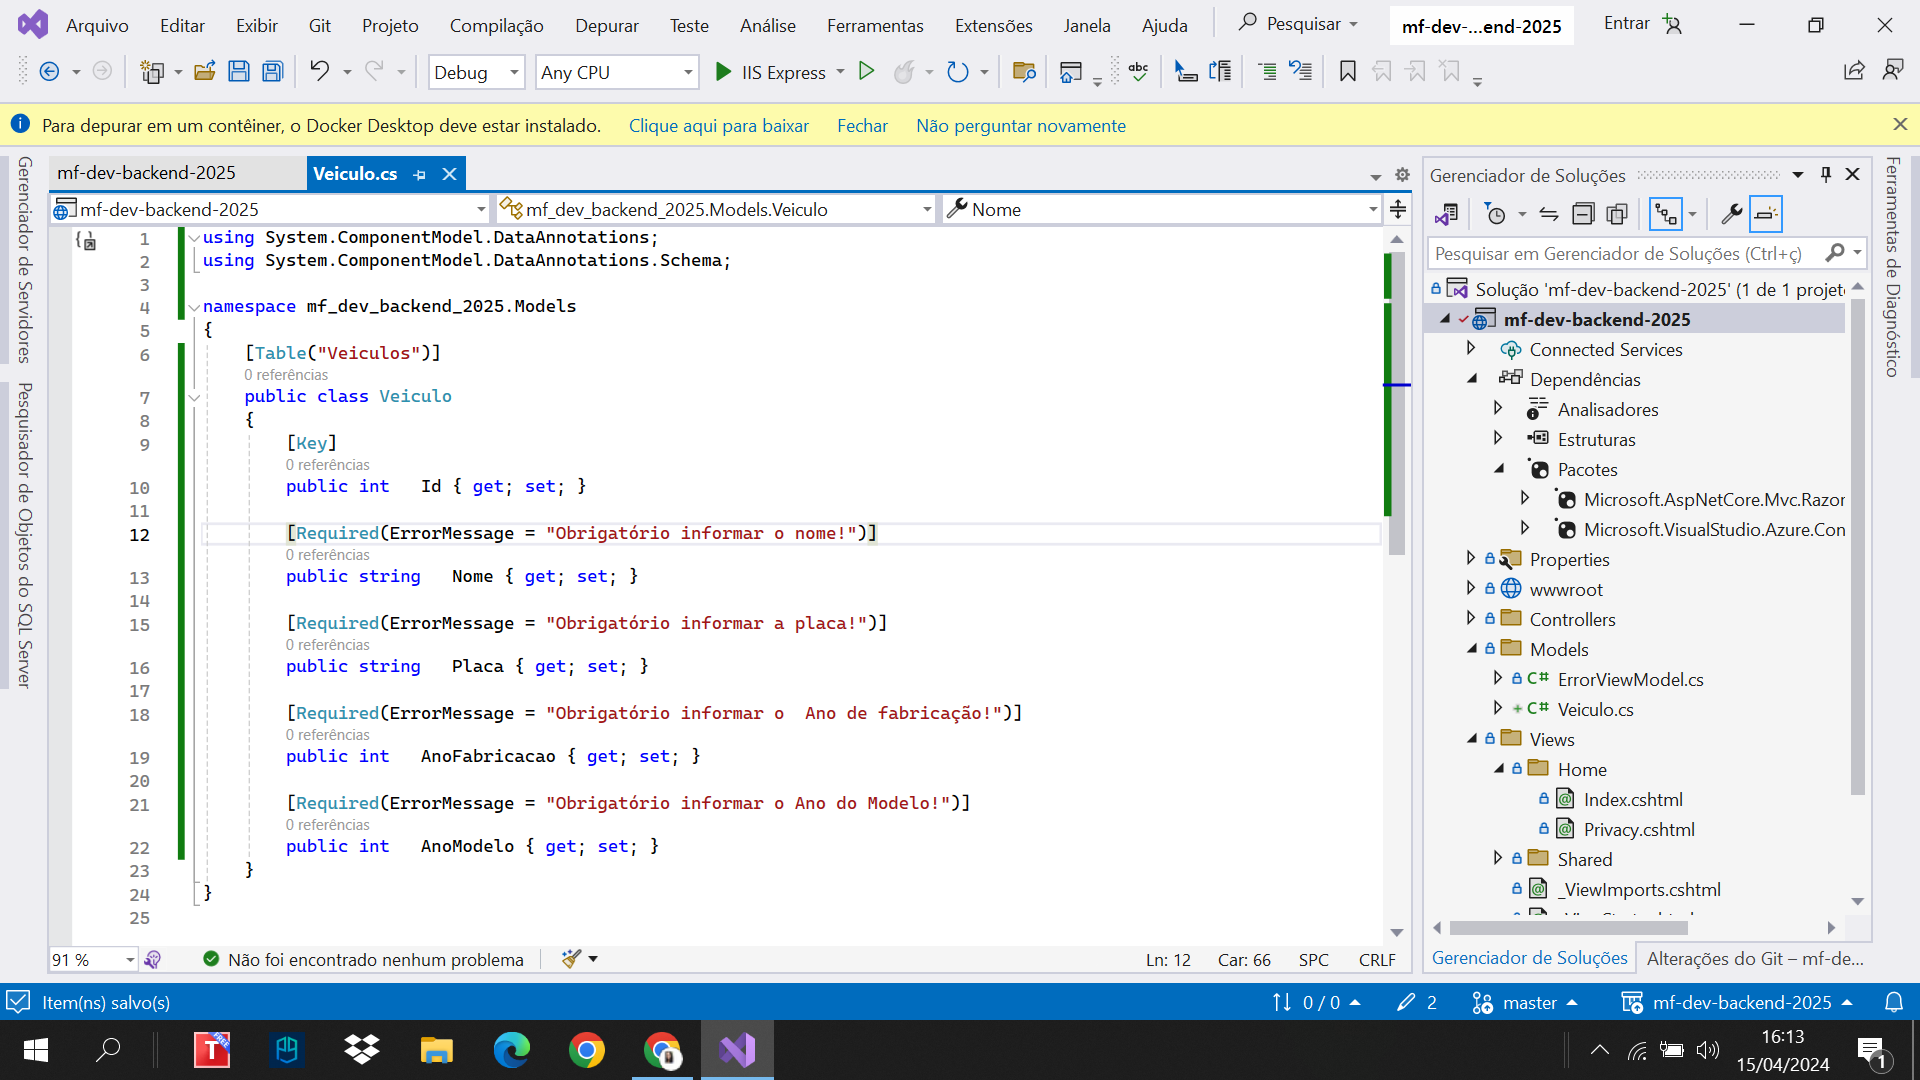 Arquivo Editar Exibir Git Projeto Compilação Depurar Teste Análise Ferramentas Extensões Janela Ajuda Pesquisar mf-dev-...end-2025 Entrar
Debug Any CPU IIS Express abc
Para depurar em um contêiner, o Docker Desktop deve estar instalado. Clique aqui para baixar Fechar Não perguntar novamente
Gerenciador de Servidores
Pesquisador de Objetos do SQL Server
mf-dev-backend-2025 Veiculo.cs
mf-dev-backend-2025 mf_dev_backend_2025.Models.Veiculo Nome
1 using System.ComponentModel.DataAnnotations;
2 using System.ComponentModel.DataAnnotations.Schema;
3
4 namespace mf_dev_backend_2025.Models
5 {
6 [Table("Veiculos")]
0 referências
7 public class Veiculo
8 {
9 [Key]
0 referências
10 public int Id { get; set; }
11
12 [Required(ErrorMessage = "Obrigatório informar o nome!")]
0 referências
13 public string Nome { get; set; }
14
15 [Required(ErrorMessage = "Obrigatório informar a placa!")]
0 referências
16 public string Placa { get; set; }
17
18 [Required(ErrorMessage = "Obrigatório informar o  Ano de fabricação!")]
0 referências
19 public int AnoFabricacao { get; set; }
20
21 [Required(ErrorMessage = "Obrigatório informar o Ano do Modelo!")]
0 referências
22 public int AnoModelo { get; set; }
23 }
24 }
25
91 % Não foi encontrado nenhum problema Ln: 12 Car: 66 SPC CRLF
Gerenciador de Soluções
Pesquisar em Gerenciador de Soluções (Ctrl+ç)
Solução 'mf-dev-backend-2025' (1 de 1 projet
mf-dev-backend-2025
Connected Services
Dependências
Analisadores
Estruturas
Pacotes
Microsoft.AspNetCore.Mvc.Razor
Microsoft.VisualStudio.Azure.Con
Properties
wwwroot
Controllers
Models
C# ErrorViewModel.cs
C# Veiculo.cs
Views
Home
Index.cshtml
Privacy.cshtml
Shared
_ViewImports.cshtml
Gerenciador de Soluções Alterações do Git – mf-de...
Ferramentas de Diagnóstico
Item(ns) salvo(s) 0 / 0 2 master mf-dev-backend-2025
T FREE 16:13
15/04/2024
1